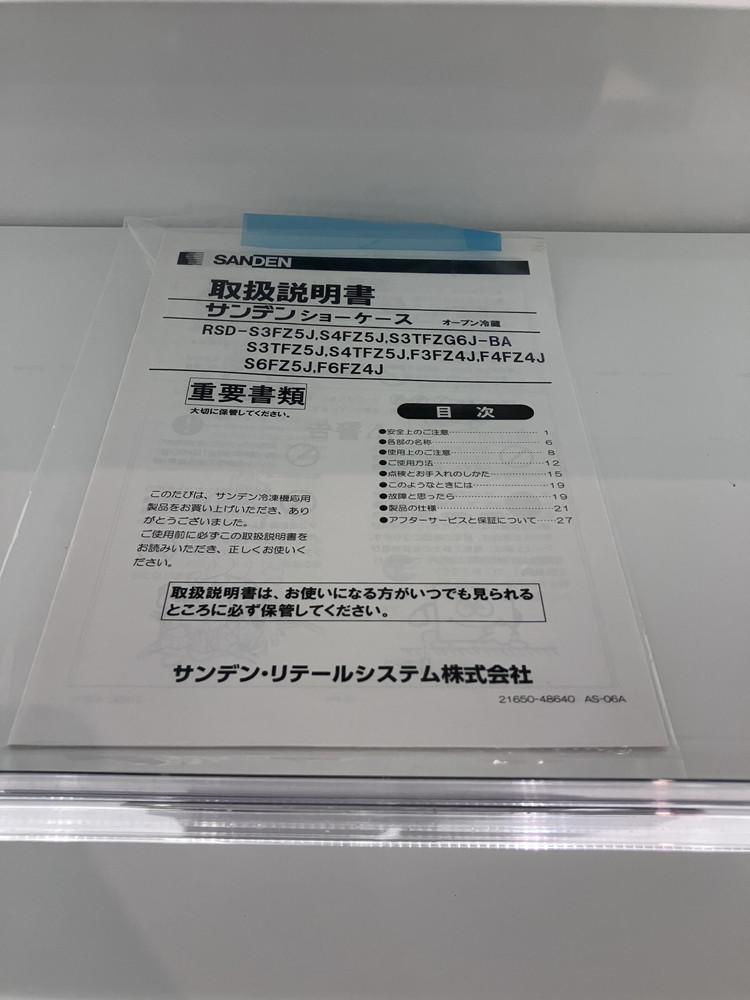 SANDEN
取扱説明書
サンデンショーケース オープン冷蔵
RSD-S3FZ5J,S4FZ5J,S3TFZG6J-BA
S3TFZ5J,S4TFZ5J,F3FZ4J,F4FZ4J
S6FZ5J,F6FZ4J
重要書類
大切に保管してください。
目 次
●安全上のご注意……………1
●各部の名称……………6
●使用上のご注意……………8
●ご使用方法……………12
●点検とお手入れのしかた……………15
●このようなときには……………19
●故障と思ったら……………19
●製品の仕様……………21
●アフターサービスと保証について……27
このたびは、サンデン冷凍機応用
製品をお買い上げいただき、あり
がとうございました。
ご使用前に必ずこの取扱説明書を
お読みいただき、正しくお使いく
ださい。
取扱説明書は、お使いになる方がいつでも見られる
ところに必ず保管してください。
サンデン・リテールシステム株式会社
21650-48640 AS-06A